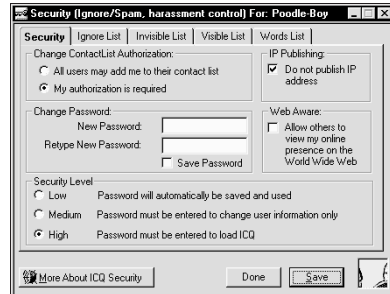 Security (Ignore/Spam, harassment control) For: Poodle-Boy
Security
Ignore List
Invisible List
Visible List
Words List
Change ContactList Authorization:
All users may add me to their contact list
My authorization is required
IP Publishing:
Do not publish IP
address
Change Password:
New Password:
Retype New Password:
Save Password
Web Aware:
Allow others to
view my online
presence on the
World Wide Web
Security Level
Low Password will automatically be saved and used
Medium Password must be entered to change user information only
High Password must be entered to load ICQ
More About ICQ Security
Done
Save